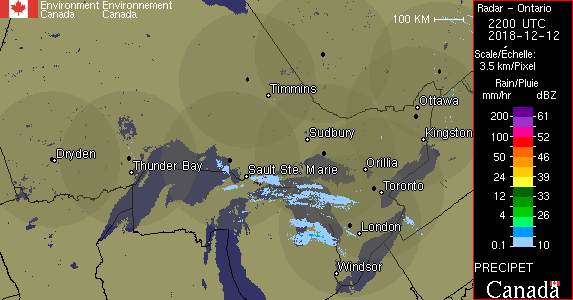 Environment Environnement
Canada Canada
100 KM
Timmins
Ottawa
Sudbury
Kingston
Dryden
Thunder Bay
Sault Ste. Marie
Orillia
Toronto
London
Windsor
Radar - Ontario
2200 UTC
2018-12-12
Scale/Échelle:
3.5 km/Pixel
Rain/Pluie
mm/hr dBZ
200 61
52
100 10
50 46
24 39
12 33
4 26
0.1 10
PRECIPET
Canada